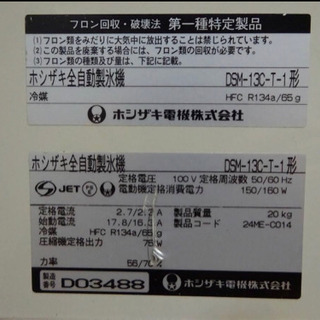 フロン回収・破壊法 第一種特定製品
(1)フロン類をみだりに大気中に放出することは禁じられています。
(2)この製品を廃棄する場合には、フロン類の回収が必要です。
(3)フロン類の種類及び量は、下記に記載。
ホシザキ全自動製氷機 DSM-13C-T-1形
冷媒 HFC R134a/65g
ホシザキ電機株式会社
ホシザキ全自動製氷機 DSM-13C-T-1形
JET
定格電圧 100V 定格周波数 50/60Hz
電動機定格消費電力 150/160W
定格電流 2.7/2.
始動電流 17.8/16.3A
冷媒 HFC R134a/65g
圧縮機定格出力 75W
力率 56/70
製品質量 20kg
製品コード 24ME-C014
製造番号 D03488
ホシザキ電機株式会社